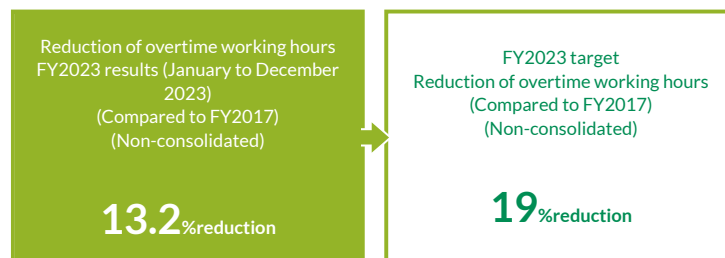 Reduction of overtime working hours
FY2023 results (January to December
2023)
(Compared to FY2017)
(Non-consolidated)
13.2%reduction
FY2023 target
Reduction of overtime working hours
(Compared to FY2017)
(Non-consolidated)
19%reduction